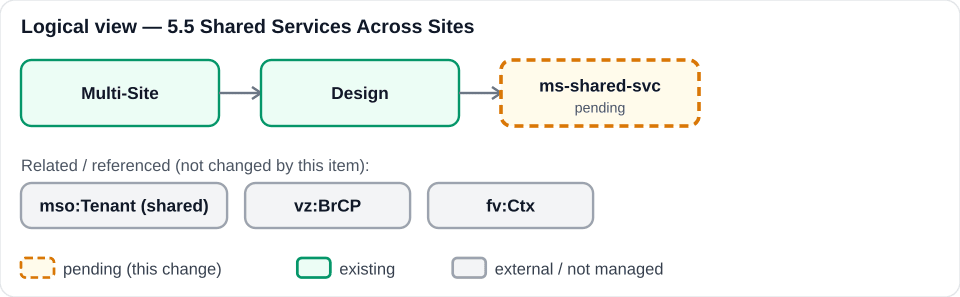 Logical view — 5.5 Shared Services Across Sites
Multi-Site
Design
ms-shared-svc
pending
Related / referenced (not changed by this item):
mso:Tenant (shared)
vz:BrCP
fv:Ctx
pending (this change)
existing
external / not managed